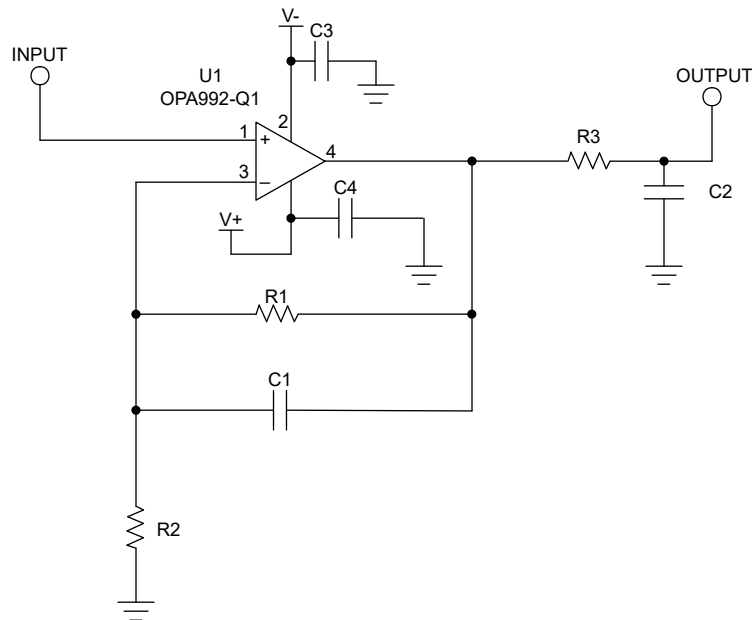 V-
C3
INPUT
U1
OPA992-Q1
OUTPUT
2
1
+
4
R3
3
–
C4
C2
V+
R1
C1
R2